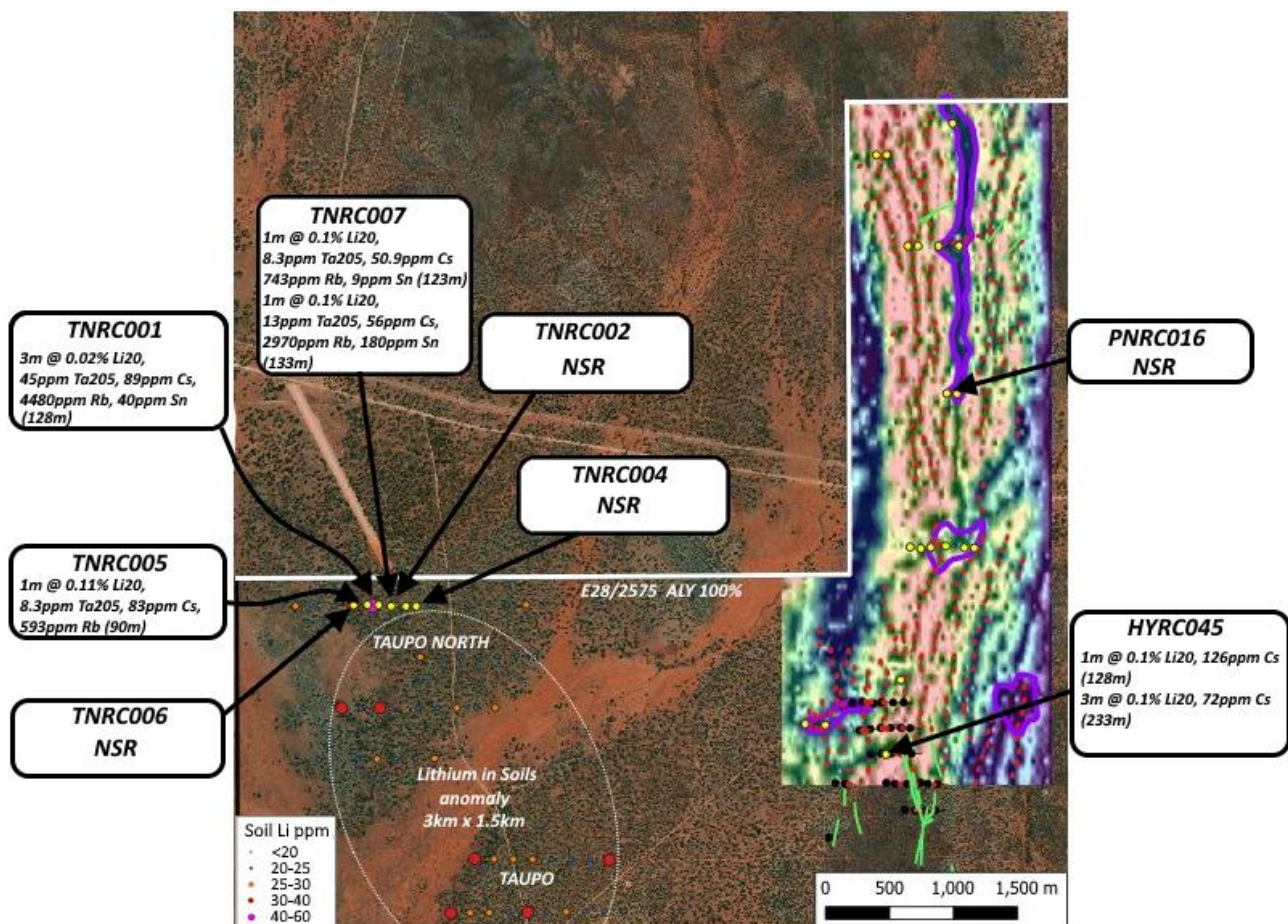 TNRC007
1m @ 0.1% Li20,
8.3ppm Ta205, 50.9ppm Cs
743ppm Rb, 9ppm Sn (123m)
1m @ 0.1% Li20,
13ppm Ta205, 56ppm Cs,
2970ppm Rb, 180ppm Sn
(133m)
TNRC001
3m @ 0.02% Li20,
45ppm Ta205, 89ppm Cs,
4480ppm Rb, 40ppm Sn
(128m)
TNRC002
NSR
PNRC016
NSR
TNRC004
NSR
TNRC005
1m @ 0.11% Li20,
8.3ppm Ta205, 83ppm Cs,
593ppm Rb (90m)
E28/2575 ALY 100%
TAUPO NORTH
HYRC045
1m @ 0.1% Li20, 126ppm Cs
(128m)
3m @ 0.1% Li20, 72ppm Cs
(233m)
TNRC006
NSR
Lithium in Soils
anomaly
3km x 1.5km
TAUPO
Soil Li ppm
<20
20-25
25-30
30-40
40-60
0 500 1,000 1,500 m